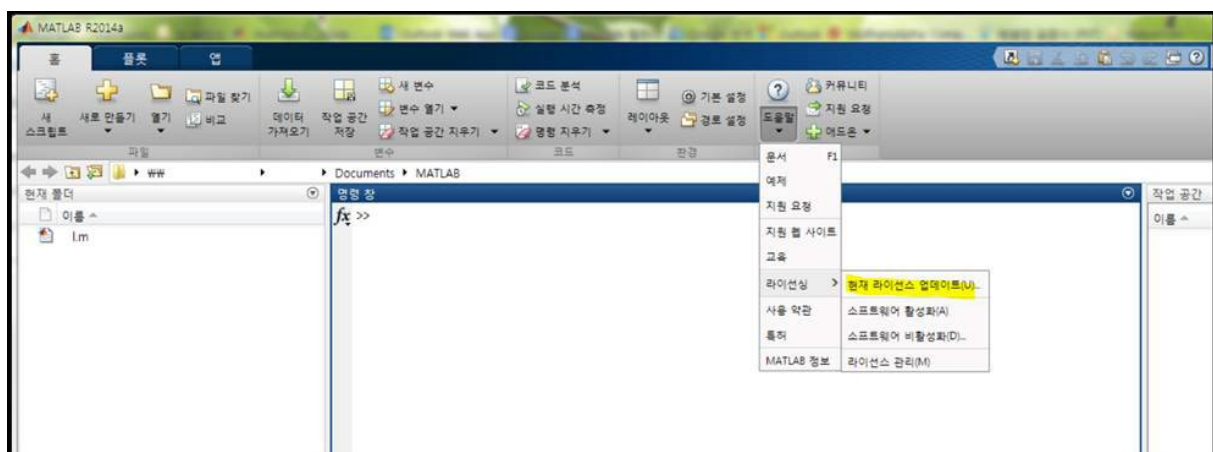 MATLAB R2014a
홈 플롯 앱
새 스크립트
새로 만들기
열기
파일 찾기
비교
파일
데이터 가져오기
작업 공간 저장
새 변수
변수 열기
작업 공간 지우기
변수
코드 분석
실행 시간 측정
명령 지우기
코드
레이아웃
기본 설정
경로 설정
환경
도움말
커뮤니티
지원 요청
애드온
Documents MATLAB
현재 폴더
이름
l.m
명령 창
fx >>
작업 공간
이름
문서 F1
예제
지원 요청
지원 웹 사이트
교육
라이선싱
사용 약관
특허
MATLAB 정보
현재 라이선스 업데이트(U)...
소프트웨어 활성화(A)
소프트웨어 비활성화(D)...
라이선스 관리(M)